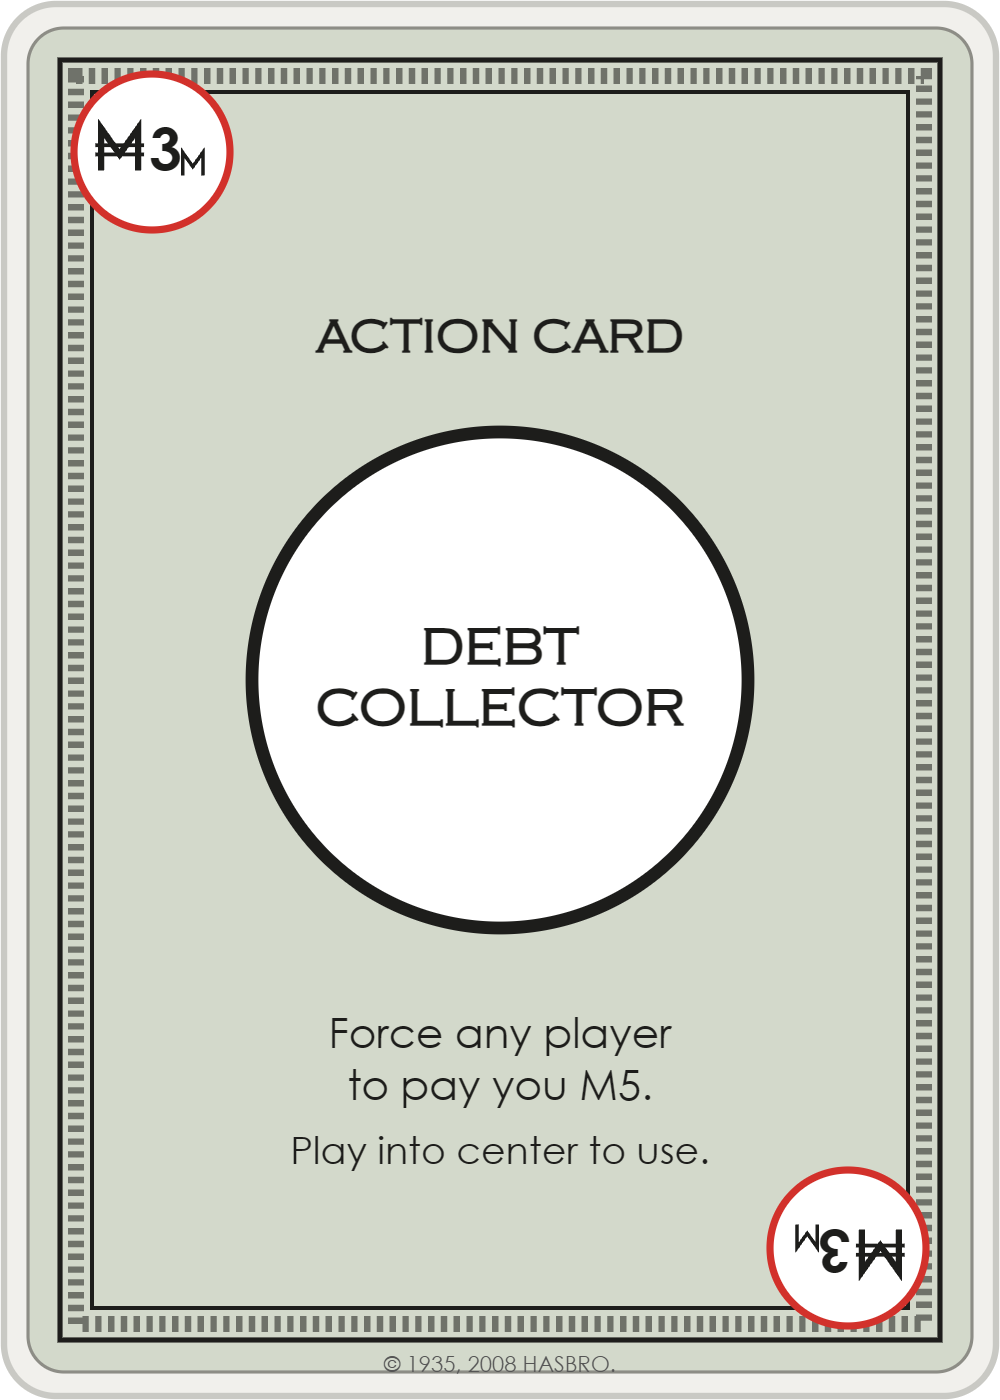 ₩3M
ACTION CARD
DEBT
COLLECTOR
Force any player
to pay you M5.
Play into center to use.
M3M
© 1935, 2008 HASBRO.